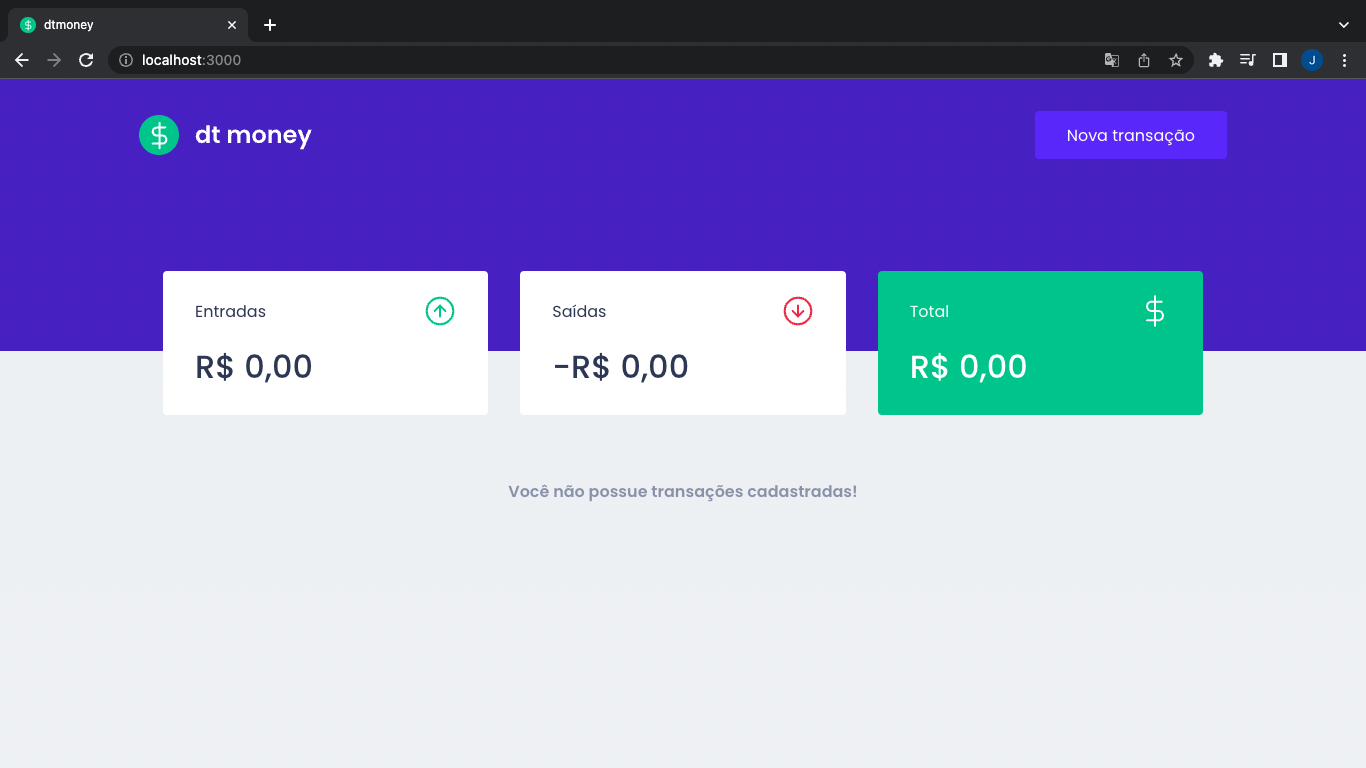 dtmoney
localhost:3000
J
dt money
Nova transação
Entradas
R$ 0,00
Saídas
-R$ 0,00
Total
R$ 0,00
Você não possue transações cadastradas!